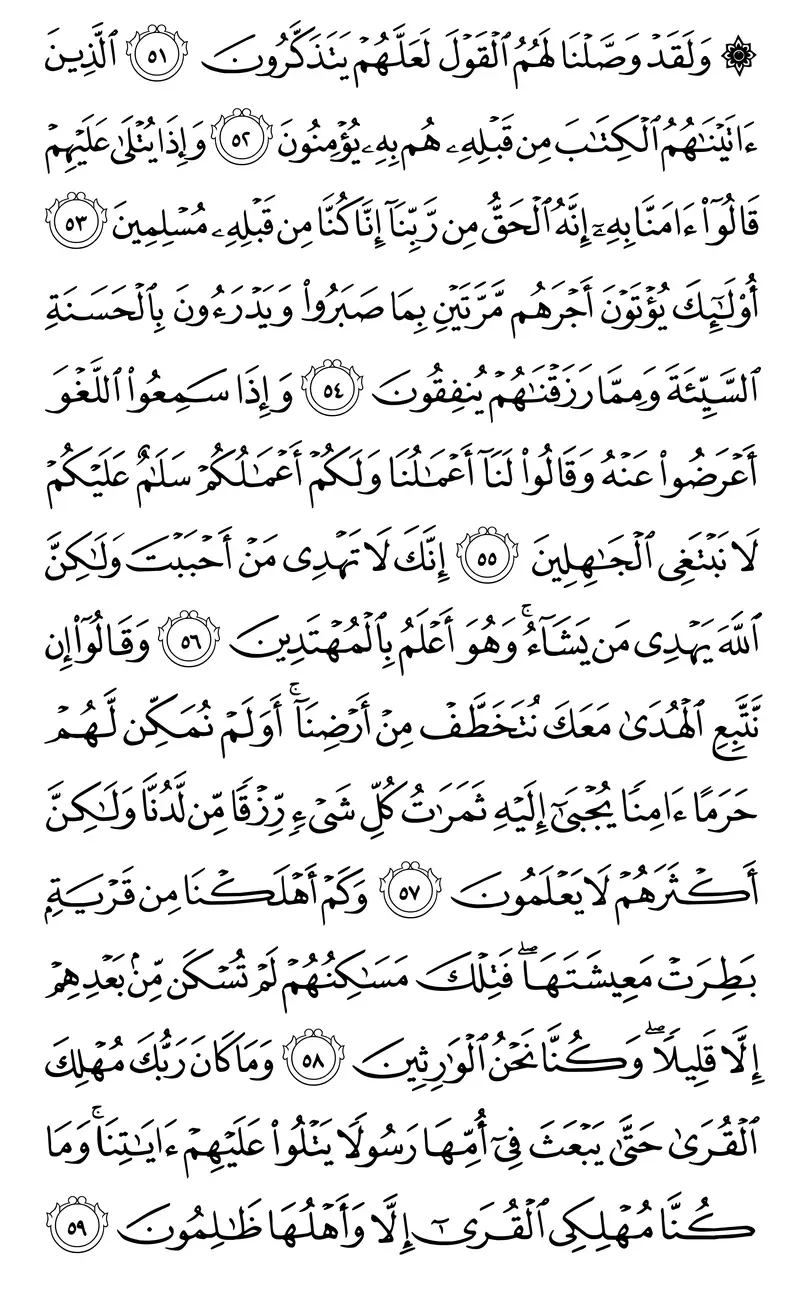 ۞ وَلَقَدۡ وَصَّلۡنَا لَهُمُ ٱلۡقَوۡلَ لَعَلَّهُمۡ يَتَذَكَّرُونَ ٥١ ٱلَّذِينَ
ءَاتَيۡنَٰهُمُ ٱلۡكِتَٰبَ مِن قَبۡلِهِۦ هُم بِهِۦ يُؤۡمِنُونَ ٥٢ وَإِذَا يُتۡلَىٰ عَلَيۡهِمۡ
قَالُوٓاْ ءَامَنَّا بِهِۦٓ إِنَّهُ ٱلۡحَقُّ مِن رَّبِّنَآ إِنَّا كُنَّا مِن قَبۡلِهِۦ مُسۡلِمِينَ ٥٣
أُوْلَٰٓئِكَ يُؤۡتَوۡنَ أَجۡرَهُم مَّرَّتَيۡنِ بِمَا صَبَرُواْ وَيَدۡرَءُونَ بِٱلۡحَسَنَةِ
ٱلسَّيِّئَةَ وَمِمَّا رَزَقۡنَٰهُمۡ يُنفِقُونَ ٥٤ وَإِذَا سَمِعُواْ ٱللَّغۡوَ
أَعۡرَضُواْ عَنۡهُ وَقَالُواْ لَنَآ أَعۡمَٰلُنَا وَلَكُمۡ أَعۡمَٰلُكُمۡ سَلَٰمٌ عَلَيۡكُمۡ
لَا نَبۡتَغِي ٱلۡجَٰهِلِينَ ٥٥ إِنَّكَ لَا تَهۡدِي مَنۡ أَحۡبَبۡتَ وَلَٰكِنَّ
ٱللَّهَ يَهۡدِي مَن يَشَآءُۚ وَهُوَ أَعۡلَمُ بِٱلۡمُهۡتَدِينَ ٥٦ وَقَالُوٓاْ إِن
نَّتَّبِعِ ٱلۡهُدَىٰ مَعَكَ نُتَخَطَّفۡ مِنۡ أَرۡضِنَآۚ أَوَلَمۡ نُمَكِّن لَّهُمۡ
حَرَمًا ءَامِنٗا يُجۡبَىٰٓ إِلَيۡهِ ثَمَرَٰتُ كُلِّ شَيۡءٖ رِّزۡقٗا مِّن لَّدُنَّا وَلَٰكِنَّ
أَكۡثَرَهُمۡ لَا يَعۡلَمُونَ ٥٧ وَكَمۡ أَهۡلَكۡنَا مِن قَرۡيَةِۭ
بَطِرَتۡ مَعِيشَتَهَاۖ فَتِلۡكَ مَسَٰكِنُهُمۡ لَمۡ تُسۡكَن مِّنۢ بَعۡدِهِمۡ
إِلَّا قَلِيلٗاۖ وَكُنَّا نَحۡنُ ٱلۡوَٰرِثِينَ ٥٨ وَمَا كَانَ رَبُّكَ مُهۡلِكَ
ٱلۡقُرَىٰ حَتَّىٰ يَبۡعَثَ فِيٓ أُمِّهَا رَسُولٗا يَتۡلُواْ عَلَيۡهِمۡ ءَايَٰتِنَاۚ وَمَا
كُنَّا مُهۡلِكِي ٱلۡقُرَىٰٓ إِلَّا وَأَهۡلُهَا ظَٰلِمُونَ ٥٩